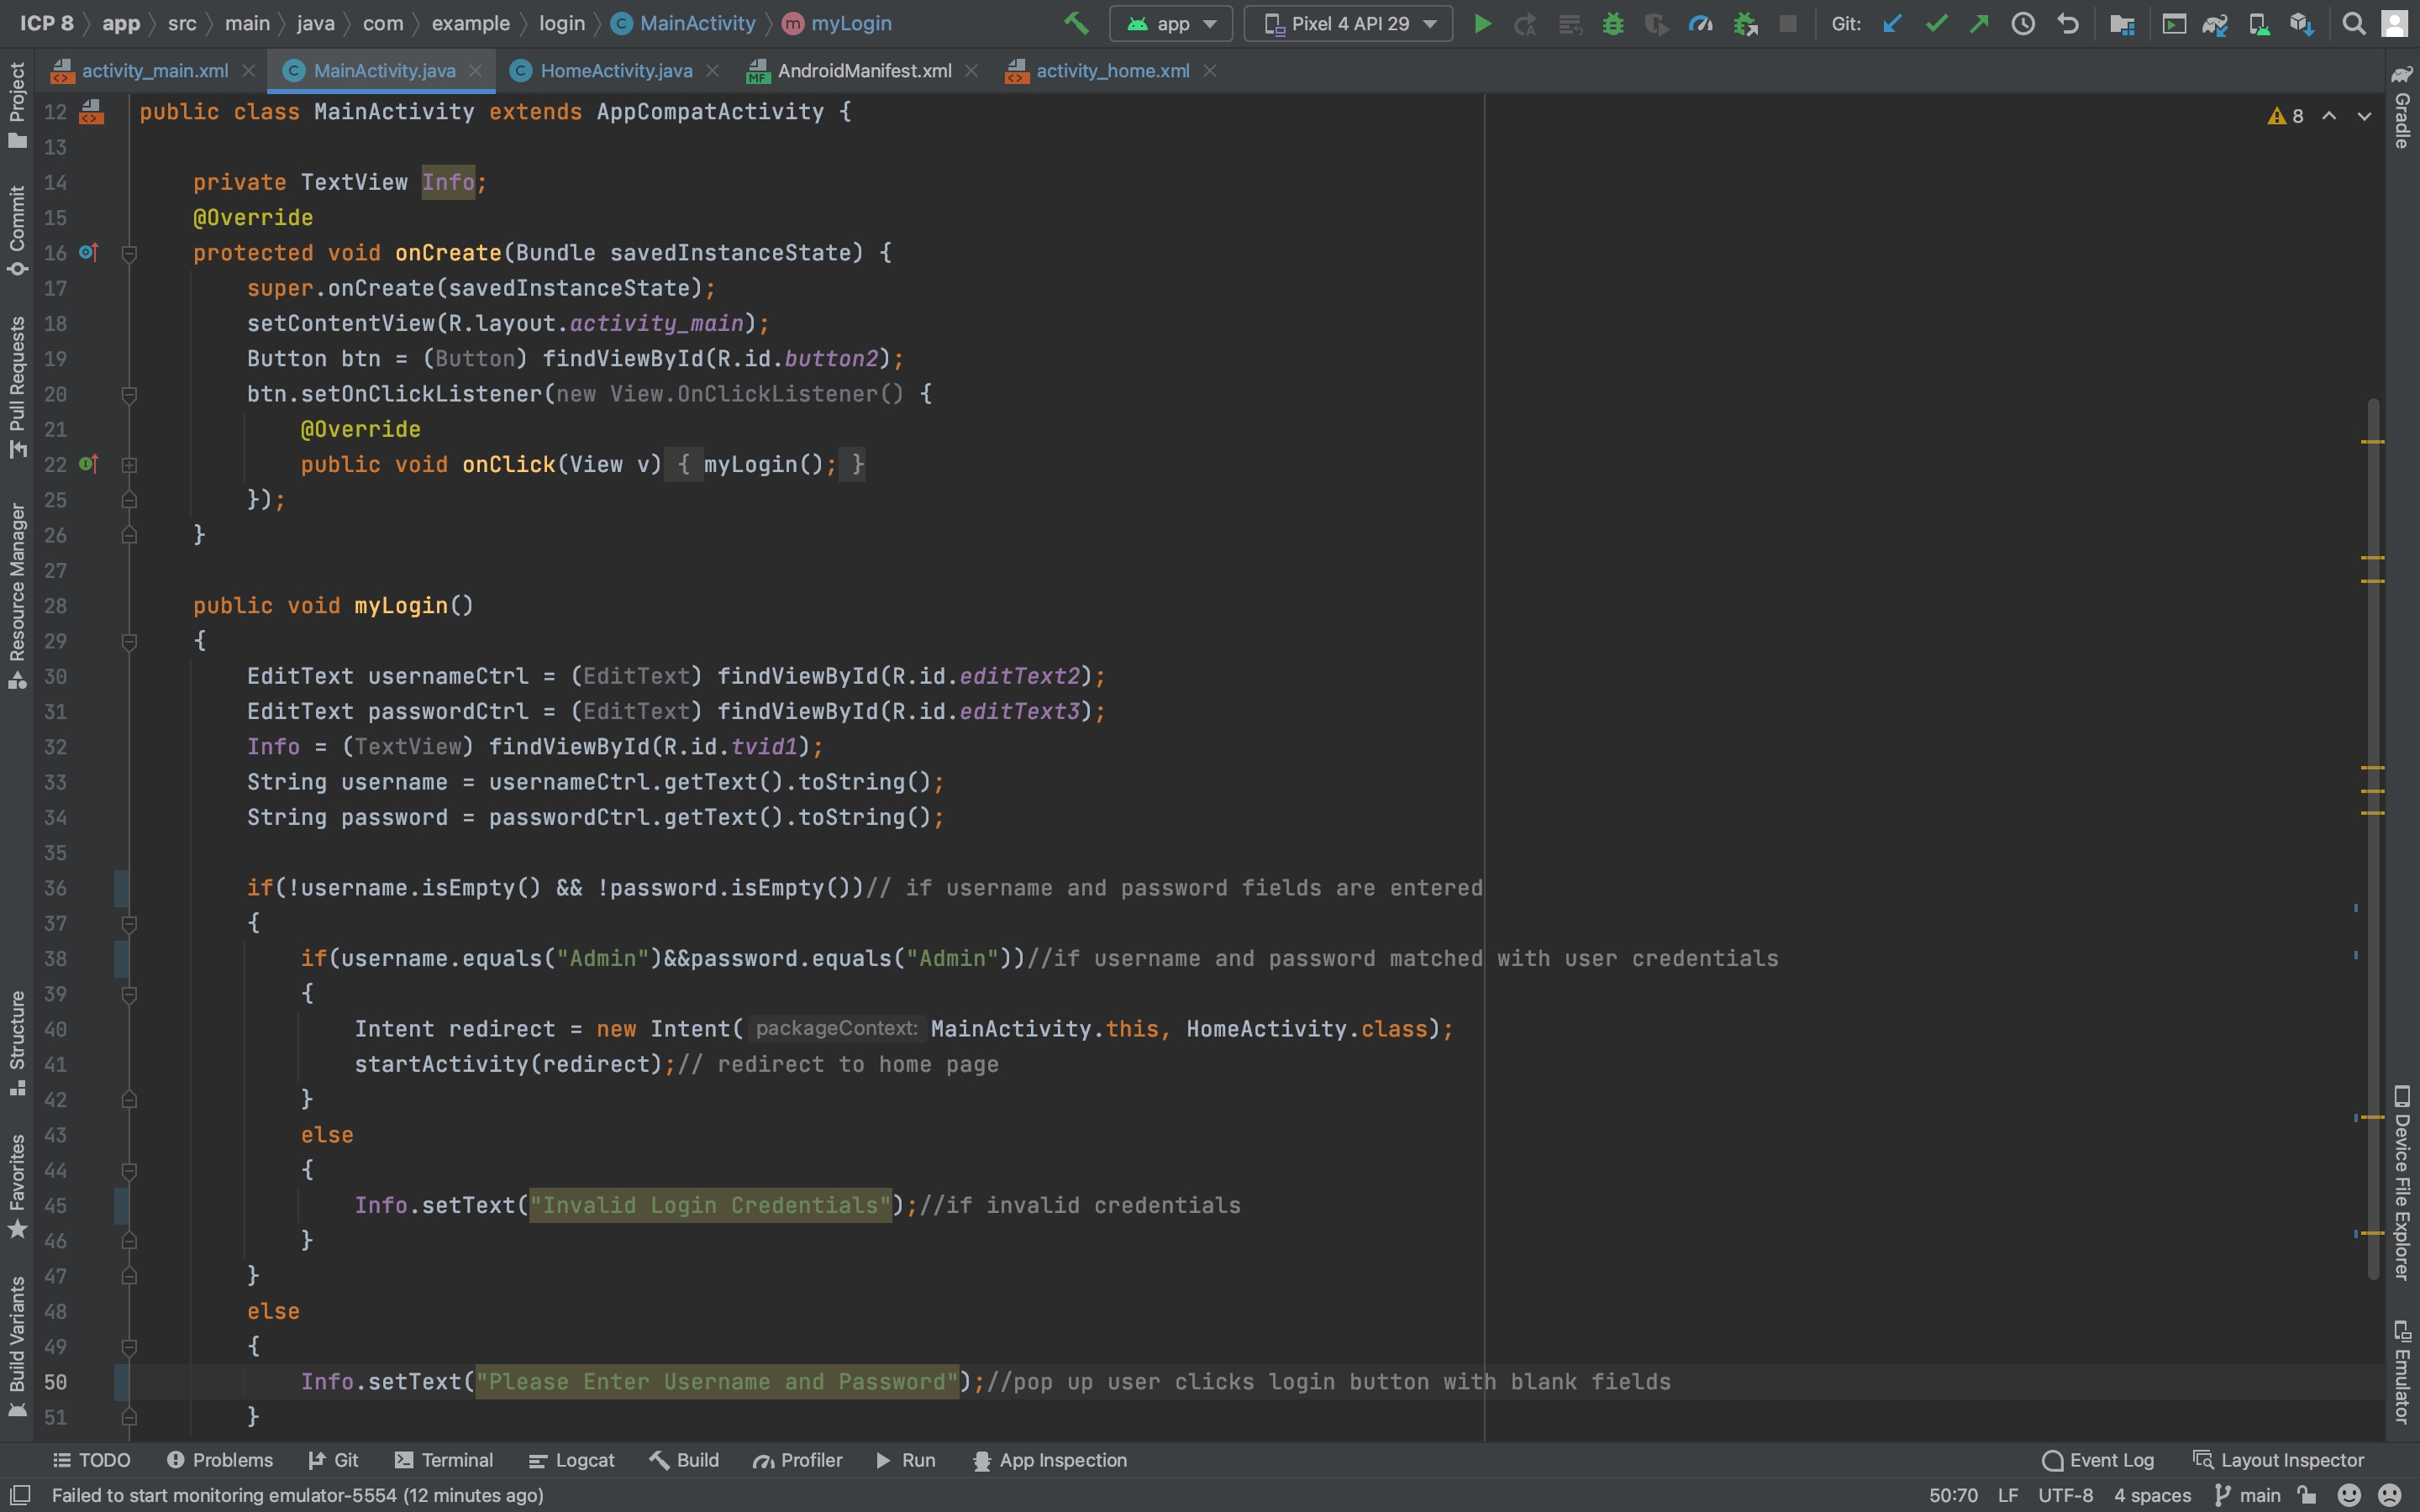 ICP 8 app src main java com example login MainActivity myLogin app Pixel 4 API 29 Git:
activity_main.xml MainActivity.java HomeActivity.java AndroidManifest.xml activity_home.xml
Project
Commit
Pull Requests
Resource Manager
Structure
Favorites
Build Variants
12 public class MainActivity extends AppCompatActivity {
13
14 private TextView Info;
15 @Override
16 protected void onCreate(Bundle savedInstanceState) {
17 super.onCreate(savedInstanceState);
18 setContentView(R.layout.activity_main);
19 Button btn = (Button) findViewById(R.id.button2);
20 btn.setOnClickListener(new View.OnClickListener() {
21 @Override
22 public void onClick(View v) { myLogin(); }
25 });
26 }
27
28 public void myLogin()
29 {
30 EditText usernameCtrl = (EditText) findViewById(R.id.editText2);
31 EditText passwordCtrl = (EditText) findViewById(R.id.editText3);
32 Info = (TextView) findViewById(R.id.tvid1);
33 String username = usernameCtrl.getText().toString();
34 String password = passwordCtrl.getText().toString();
35
36 if(!username.isEmpty() && !password.isEmpty())// if username and password fields are entered
37 {
38 if(username.equals("Admin")&&password.equals("Admin"))//if username and password matched with user credentials
39 {
40 Intent redirect = new Intent( packageContext: MainActivity.this, HomeActivity.class);
41 startActivity(redirect);// redirect to home page
42 }
43 else
44 {
45 Info.setText("Invalid Login Credentials");//if invalid credentials
46 }
47 }
48 else
49 {
50 Info.setText("Please Enter Username and Password");//pop up user clicks login button with blank fields
51 }
8
Gradle
Device File Explorer
Emulator
TODO Problems Git Terminal Logcat Build Profiler Run App Inspection Event Log Layout Inspector
Failed to start monitoring emulator-5554 (12 minutes ago) 50:70 LF UTF-8 4 spaces main